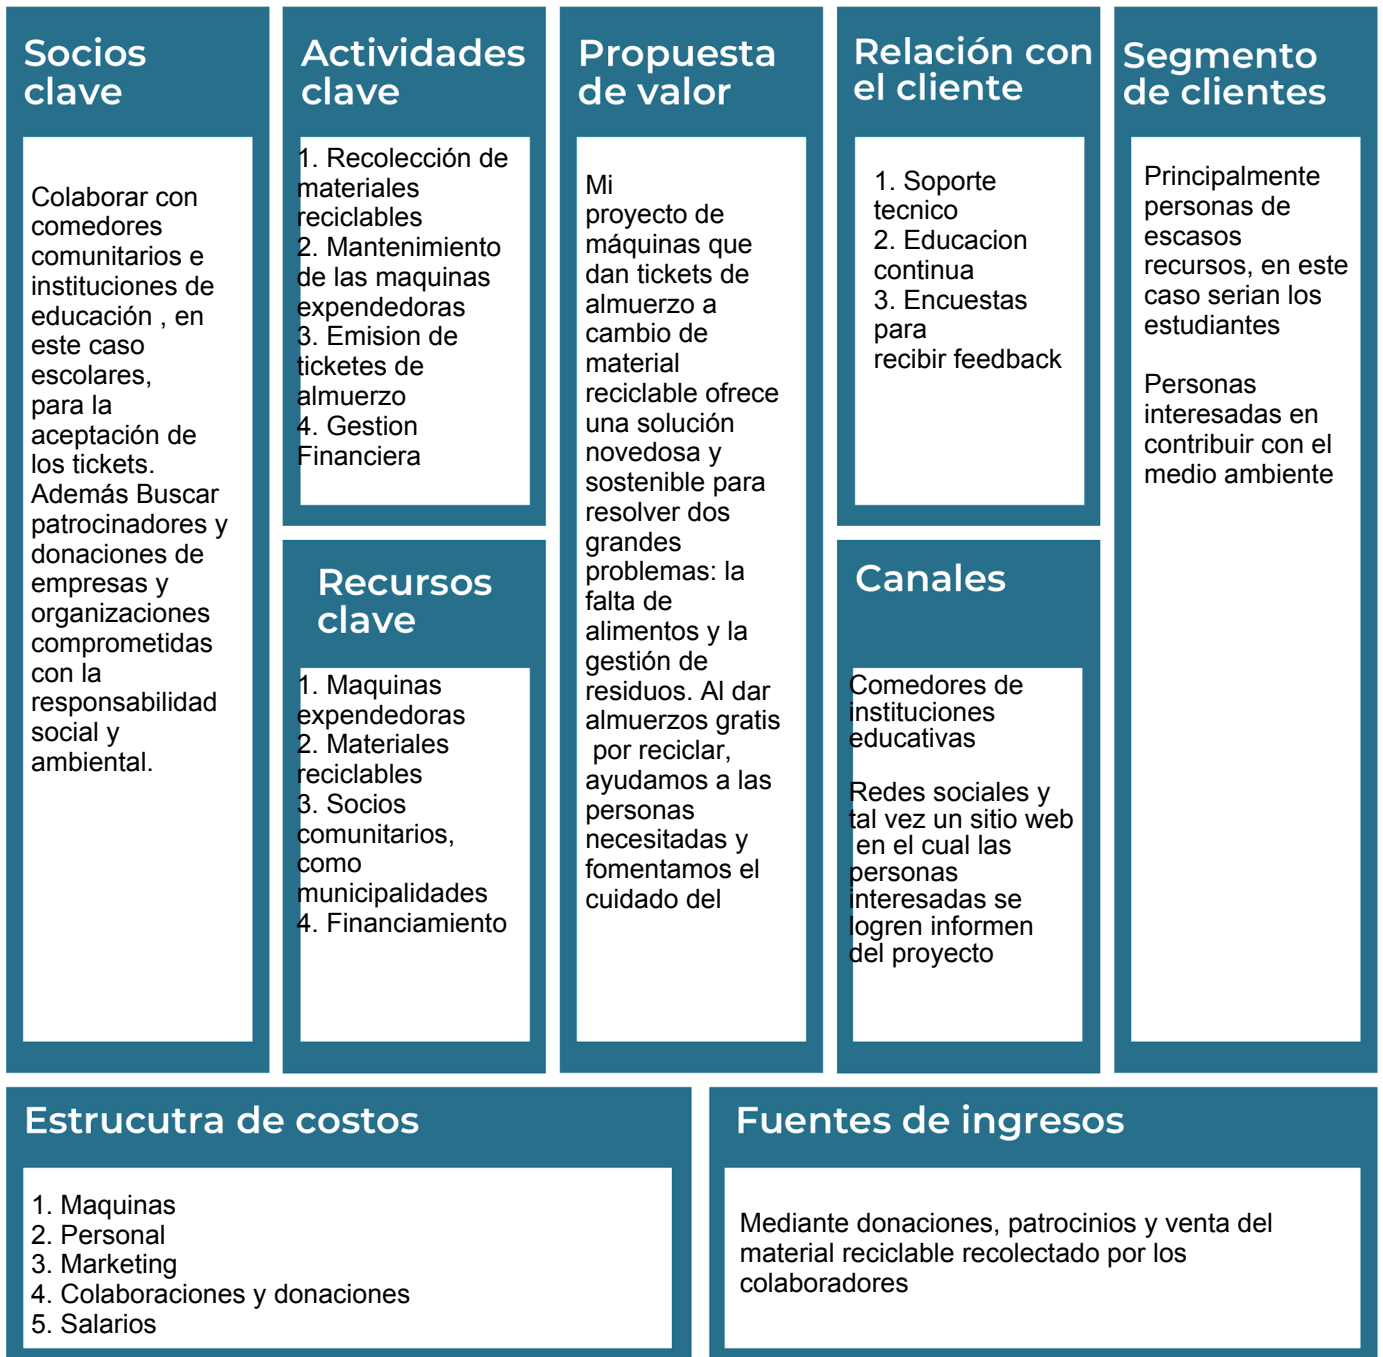 Socios
clave
Colaborar con
comedores
comunitarios e
instituciones de
educación , en
este caso
escolares,
para la
aceptación de
los tickets.
Además Buscar
patrocinadores y
donaciones de
empresas y
organizaciones
comprometidas
con la
responsabilidad
social y
ambiental.
Actividades
clave
1. Recolección de
materiales
reciclables
2. Mantenimiento
de las maquinas
expendedoras
3. Emision de
ticketes de
almuerzo
4. Gestion
Financiera
Recursos
clave
1. Maquinas
expendedoras
2. Materiales
reciclables
3. Socios
comunitarios,
como
municipalidades
4. Financiamiento
Propuesta
de valor
Mi
proyecto de
máquinas que
dan tickets de
almuerzo a
cambio de
material
reciclable ofrece
una solución
novedosa y
sostenible para
resolver dos
grandes
problemas: la
falta de
alimentos y la
gestión de
residuos. Al dar
almuerzos gratis
por reciclar,
ayudamos a las
personas
necesitadas y
fomentamos el
cuidado del
Relación con
el cliente
1. Soporte
tecnico
2. Educacion
continua
3. Encuestas
para
recibir feedback
Canales
Comedores de
instituciones
educativas
Redes sociales y
tal vez un sitio web
en el cual las
personas
interesadas se
logren informen
del proyecto
Segmento
de clientes
Principalmente
personas de
escasos
recursos, en este
caso serian los
estudiantes
Personas
interesadas en
contribuir con el
medio ambiente
Estrucutra de costos
1. Maquinas
2. Personal
3. Marketing
4. Colaboraciones y donaciones
5. Salarios
Fuentes de ingresos
Mediante donaciones, patrocinios y venta del
material reciclable recolectado por los
colaboradores